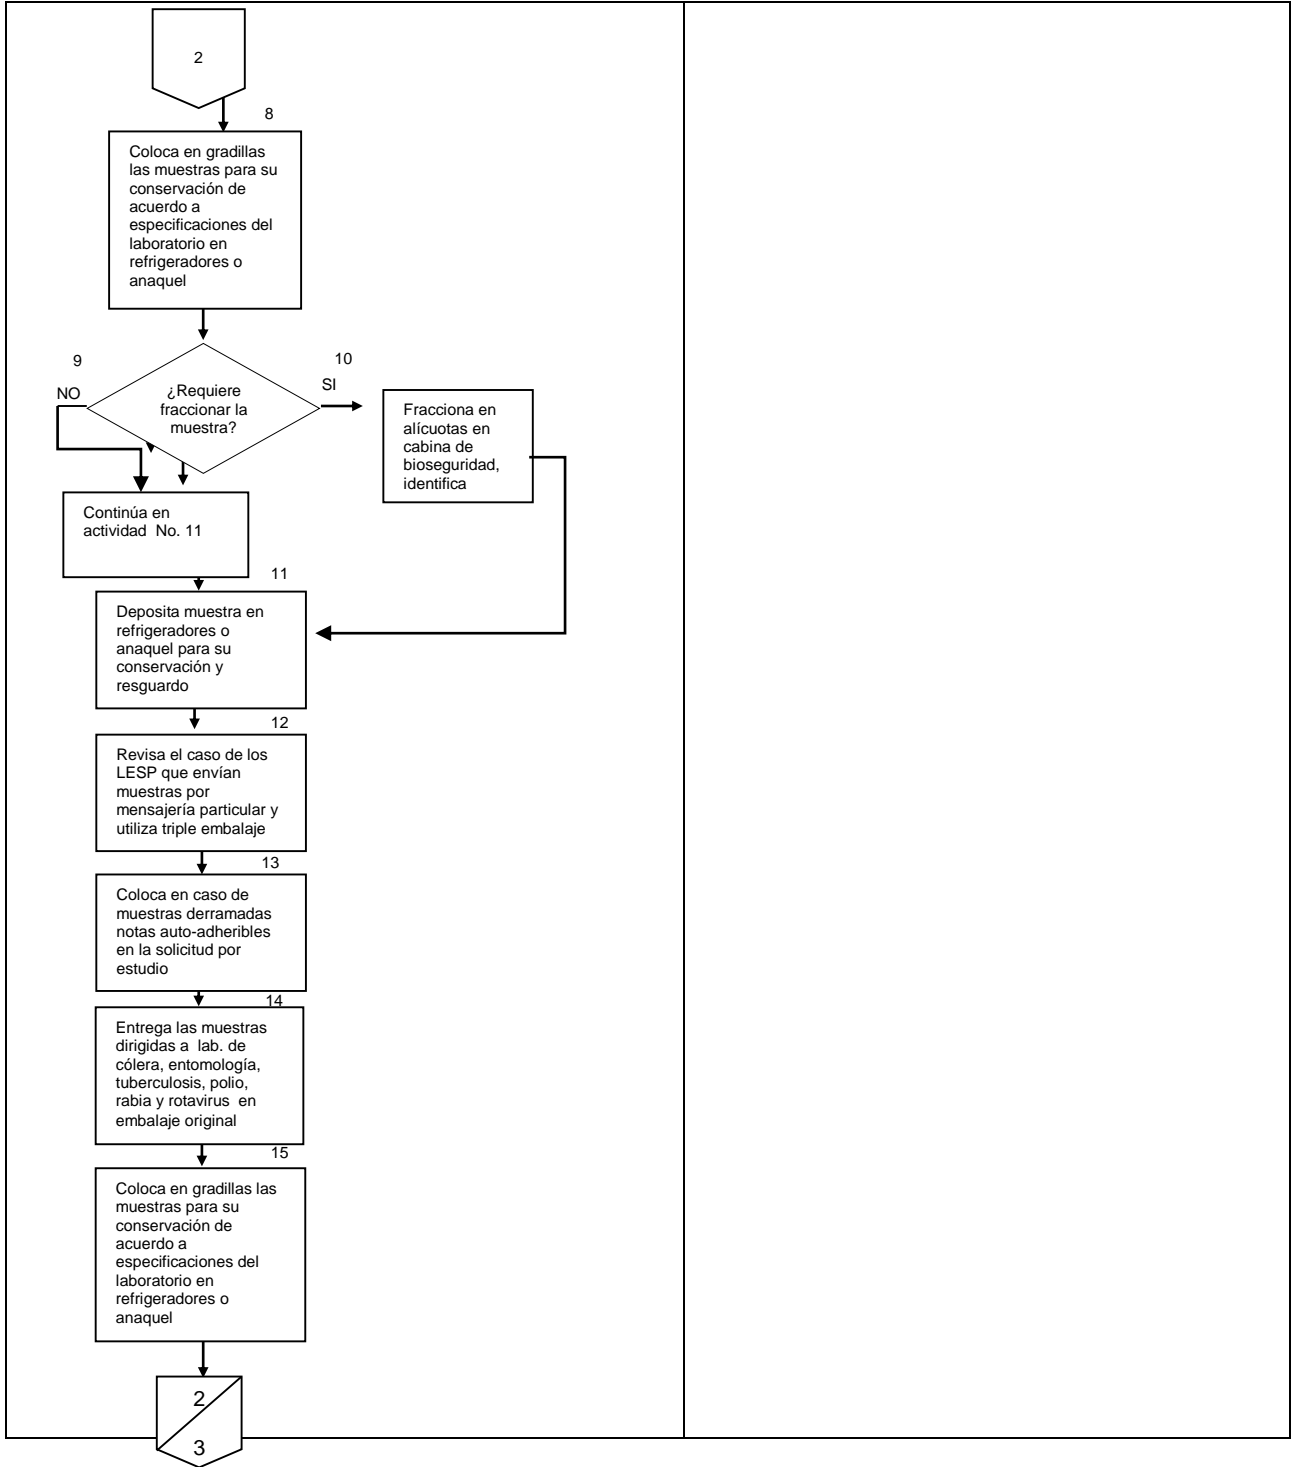 2
8
Coloca en gradillas
las muestras para su
conservación de
acuerdo a
especificaciones del
laboratorio en
refrigeradores o
anaquel
9
NO
¿Requiere
fraccionar la
muestra?
10
SI
Fracciona en
alícuotas en
cabina de
bioseguridad,
identifica
Continúa en
actividad  No. 11
11
Deposita muestra en
refrigeradores o
anaquel para su
conservación y
resguardo
12
Revisa el caso de los
LESP que envían
muestras por
mensajería particular y
utiliza triple embalaje
13
Coloca en caso de
muestras derramadas
notas auto-adheribles
en la solicitud por
estudio
14
Entrega las muestras
dirigidas a  lab. de
cólera, entomología,
tuberculosis, polio,
rabia y rotavirus  en
embalaje original
15
Coloca en gradillas las
muestras para su
conservación de
acuerdo a
especificaciones del
laboratorio en
refrigeradores o
anaquel
2
3